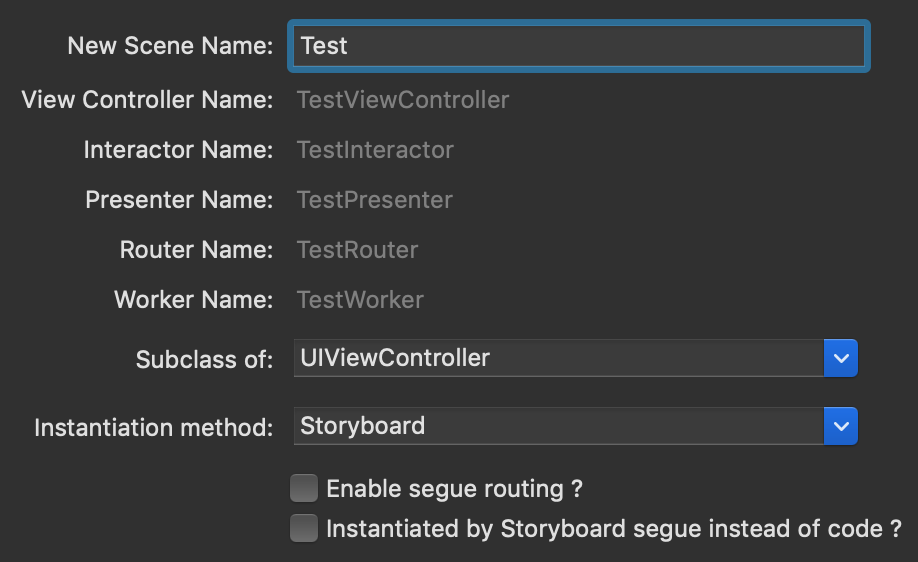 New Scene Name: Test
View Controller Name: TestViewController
Interactor Name: TestInteractor
Presenter Name: TestPresenter
Router Name: TestRouter
Worker Name: TestWorker
Subclass of: UIViewController
Instantiation method: Storyboard
Enable segue routing ?
Instantiated by Storyboard segue instead of code ?